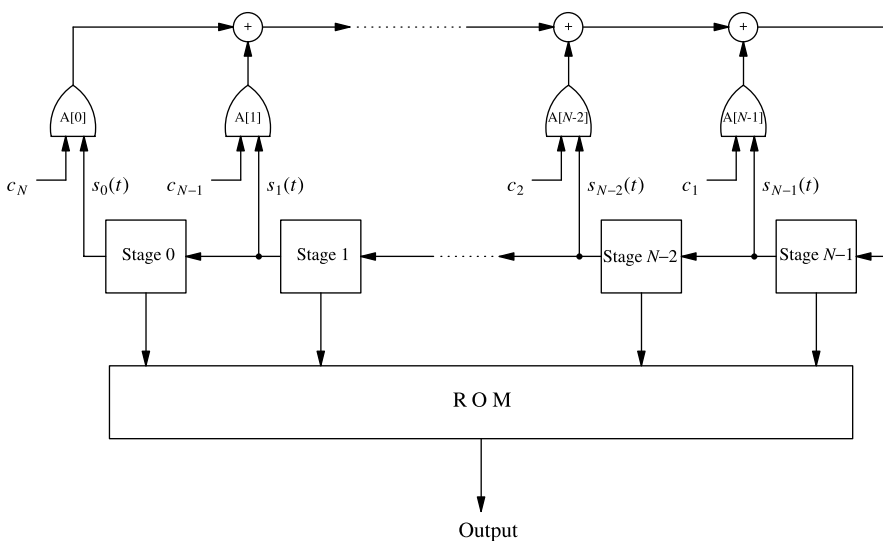 + + +
A[0] A[1] A[N-2] A[N-1]
c_N s_0(t) c_{N−1} s_1(t) c_2 s_{N−2}(t) c_1 s_{N−1}(t)
Stage 0 Stage 1 Stage N−2 Stage N−1
R O M
Output